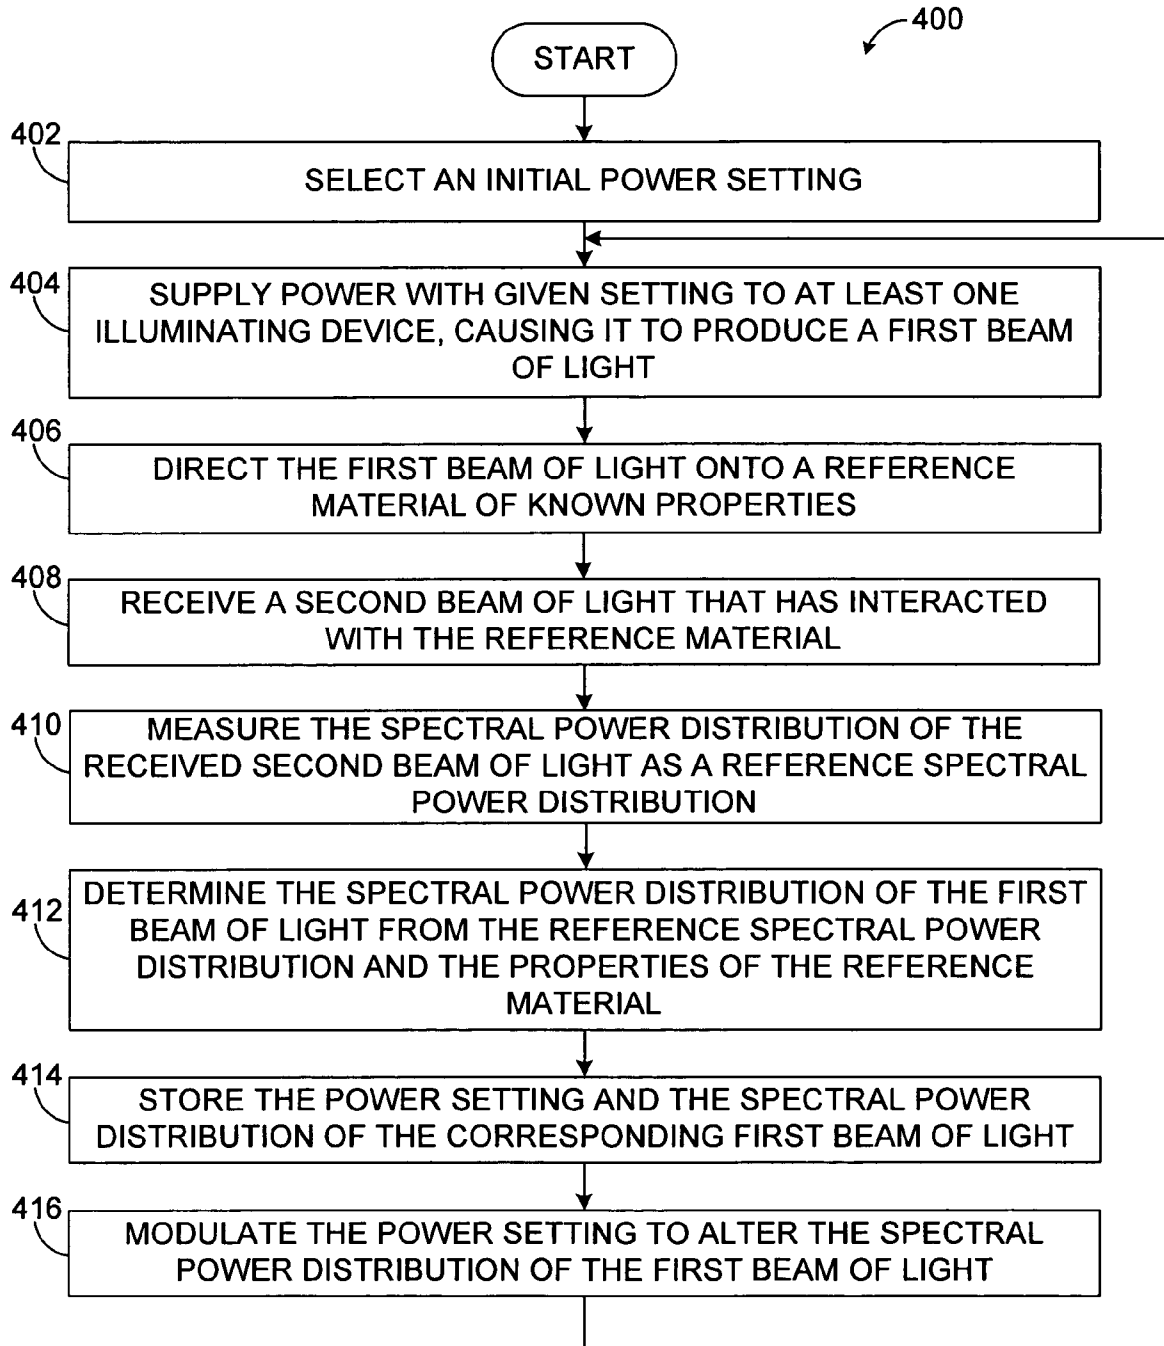 400
START
402
SELECT AN INITIAL POWER SETTING
404
SUPPLY POWER WITH GIVEN SETTING TO AT LEAST ONE
ILLUMINATING DEVICE, CAUSING IT TO PRODUCE A FIRST BEAM
OF LIGHT
406
DIRECT THE FIRST BEAM OF LIGHT ONTO A REFERENCE
MATERIAL OF KNOWN PROPERTIES
408
RECEIVE A SECOND BEAM OF LIGHT THAT HAS INTERACTED
WITH THE REFERENCE MATERIAL
410
MEASURE THE SPECTRAL POWER DISTRIBUTION OF THE
RECEIVED SECOND BEAM OF LIGHT AS A REFERENCE SPECTRAL
POWER DISTRIBUTION
412
DETERMINE THE SPECTRAL POWER DISTRIBUTION OF THE FIRST
BEAM OF LIGHT FROM THE REFERENCE SPECTRAL POWER
DISTRIBUTION AND THE PROPERTIES OF THE REFERENCE
MATERIAL
414
STORE THE POWER SETTING AND THE SPECTRAL POWER
DISTRIBUTION OF THE CORRESPONDING FIRST BEAM OF LIGHT
416
MODULATE THE POWER SETTING TO ALTER THE SPECTRAL
POWER DISTRIBUTION OF THE FIRST BEAM OF LIGHT